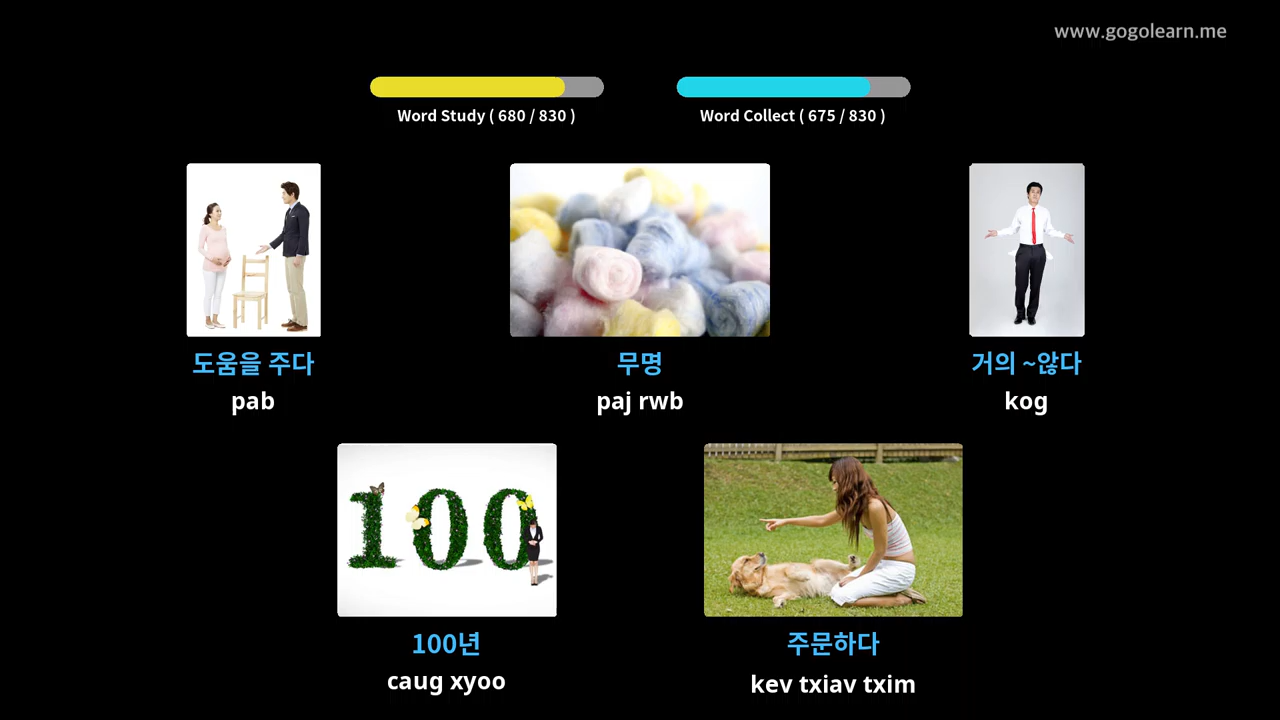 www.gogolearn.me
Word Study ( 680 / 830 )
Word Collect ( 675 / 830 )
도움을 주다
pab
무명
paj rwb
거의 ~않다
kog
100
100년
caug xyoo
주문하다
kev txiav txim